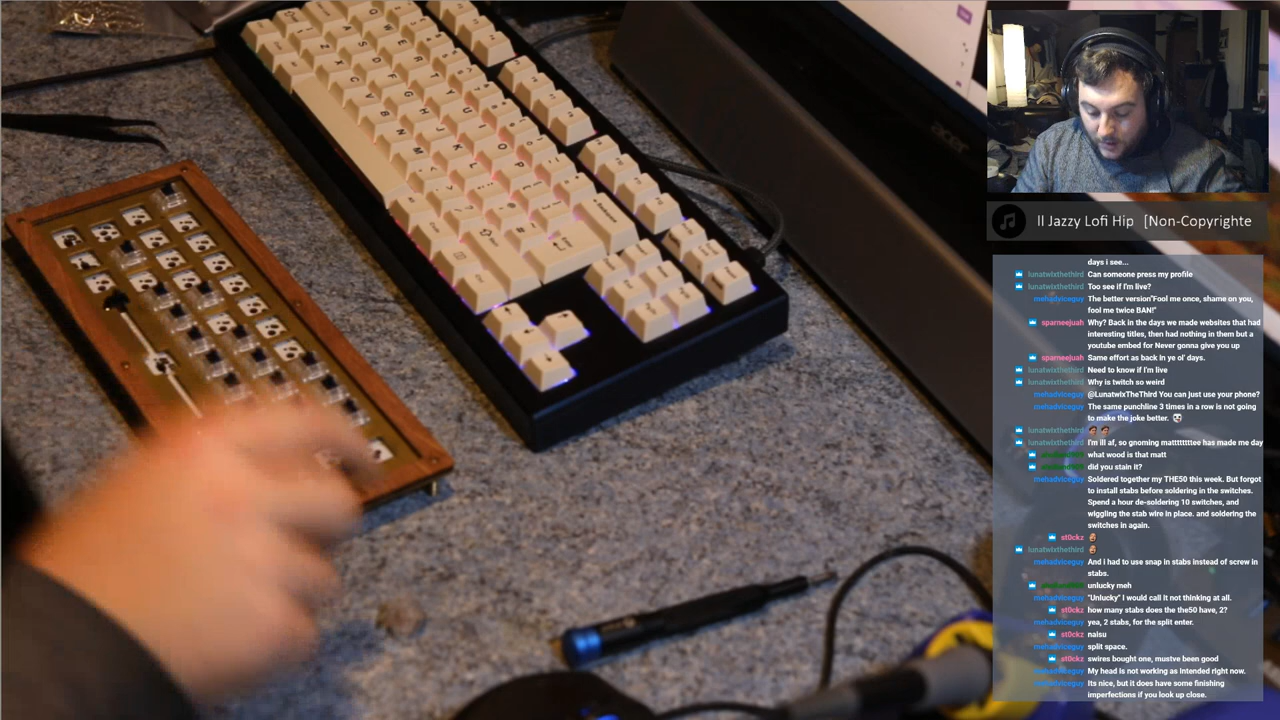 ll Jazzy Lofi Hip   [Non-Copyrighte
days i see...
lunatwixthethird Can someone press my profile
lunatwixthethird Too see if I'm live?
mehadviceguy The better version"Fool me once, shame on you,
fool me twice BAN!"
sparneejuah Why? Back in the days we made websites that had
interesting titles, then had nothing in them but a
youtube embed for Never gonna give you up
sparneejuah Same effort as back in ye ol' days.
lunatwixthethird Need to know if I'm live
lunatwixthethird Why is twitch so weird
mehadviceguy @LunatwixTheThird You can just use your phone?
mehadviceguy The same punchline 3 times in a row is not going
to make the joke better.
lunatwixthethird
lunatwixthethird I'm ill af, so gnoming mattttttttee has made me day
what wood is that matt
did you stain it?
mehadviceguy Soldered together my THE50 this week. But forgot
to install stabs before soldering in the switches.
Spend a hour de-soldering 10 switches, and
wiggling the stab wire in place. and soldering the
switches in again.
st0ckz
lunatwixthethird
mehadviceguy And i had to use snap in stabs instead of screw in
stabs.
unlucky meh
mehadviceguy "Unlucky" I would call it not thinking at all.
st0ckz how many stabs does the the50 have, 2?
mehadviceguy yea, 2 stabs, for the split enter.
st0ckz naisu
mehadviceguy split space.
st0ckz swires bought one, mustve been good
mehadviceguy My head is not working as intended right now.
mehadviceguy Its nice, but it does have some finishing
imperfections if you look up close.
acer